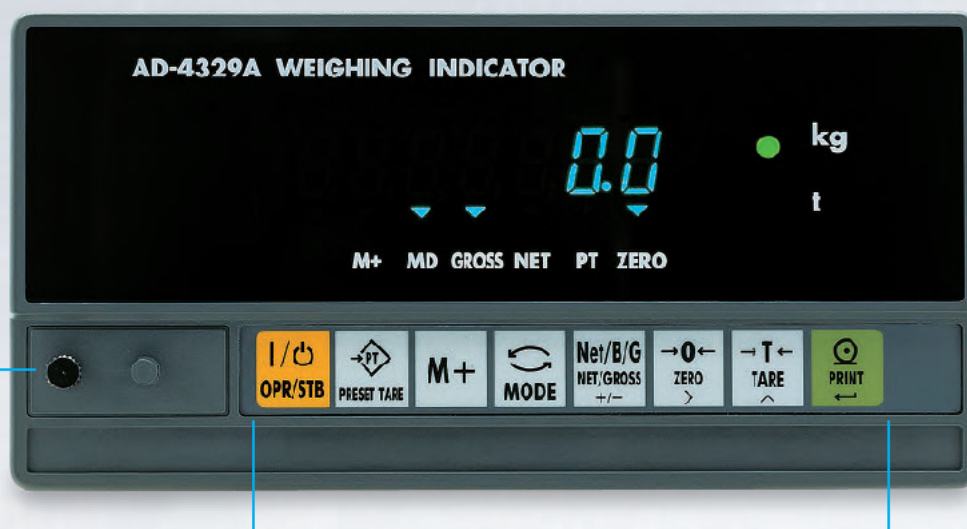 AD-4329A WEIGHING INDICATOR
0.0
kg
t
M+ MD GROSS NET PT ZERO
I/⏻ OPR/STB
→PT← PRESET TARE
M+
MODE
Net/B/G NET/GROSS +/−
→0← ZERO >
→T← TARE ^
PRINT ↵